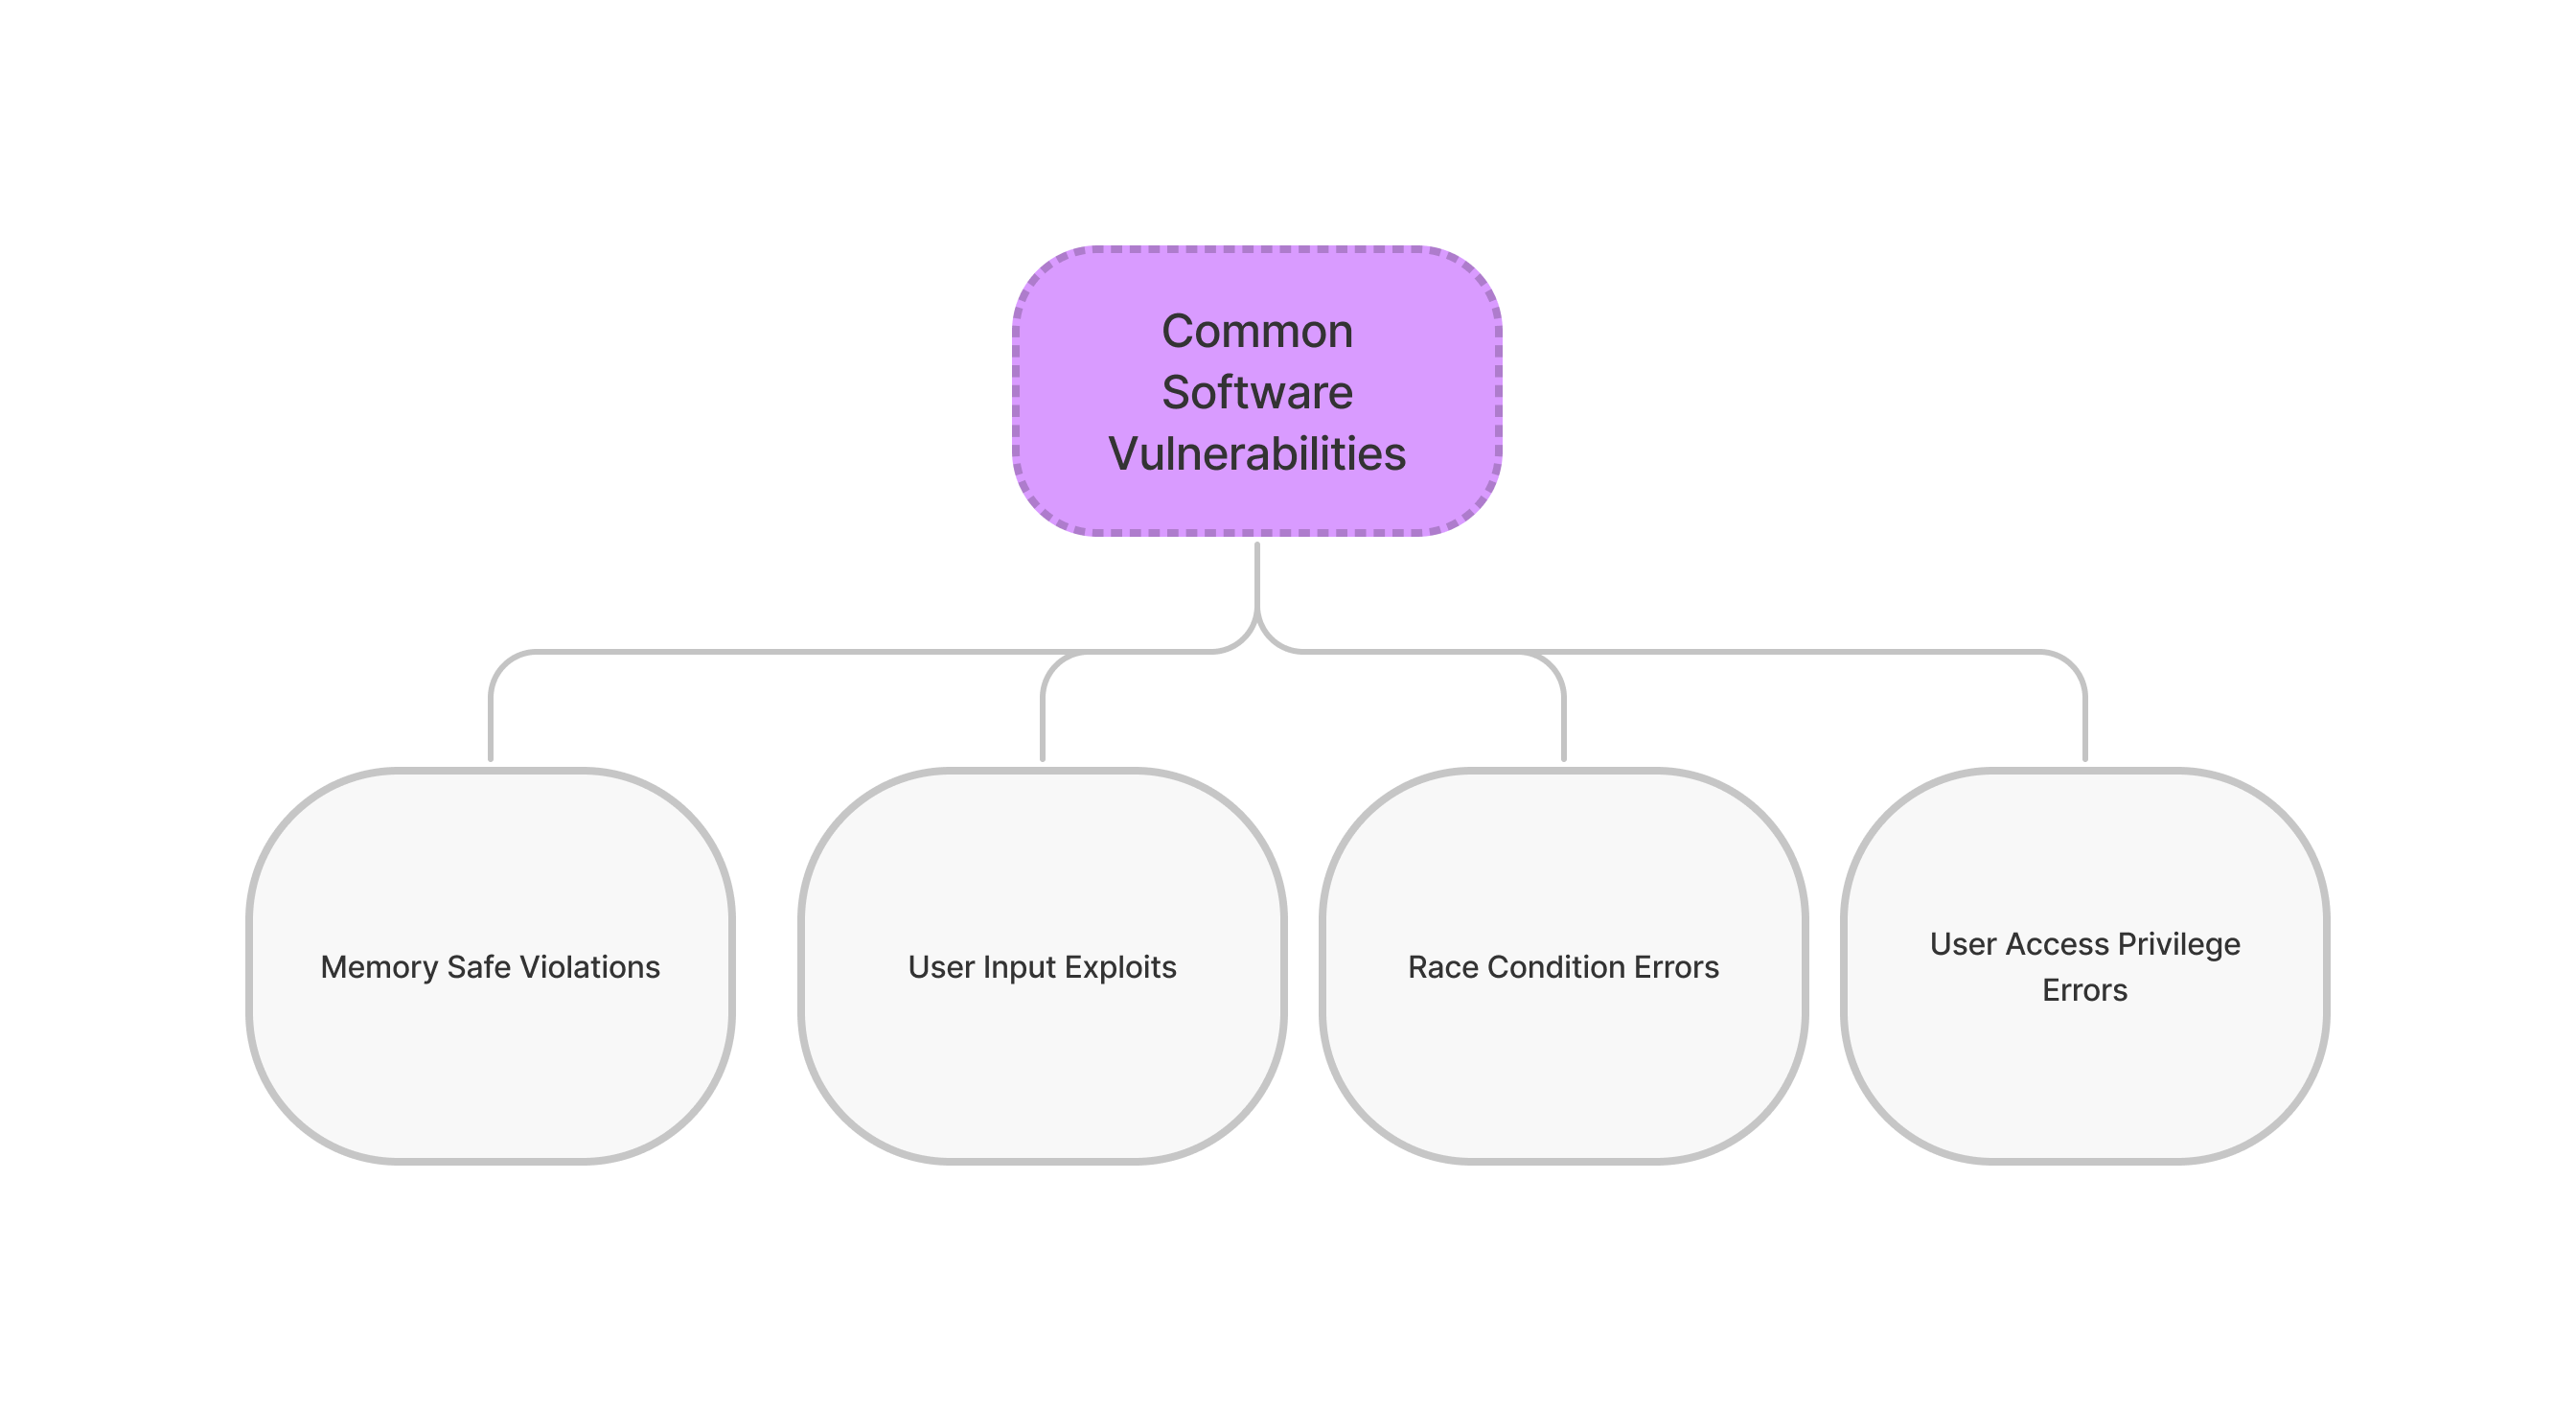 Common
Software
Vulnerabilities
Memory Safe Violations
User Input Exploits
Race Condition Errors
User Access Privilege
Errors